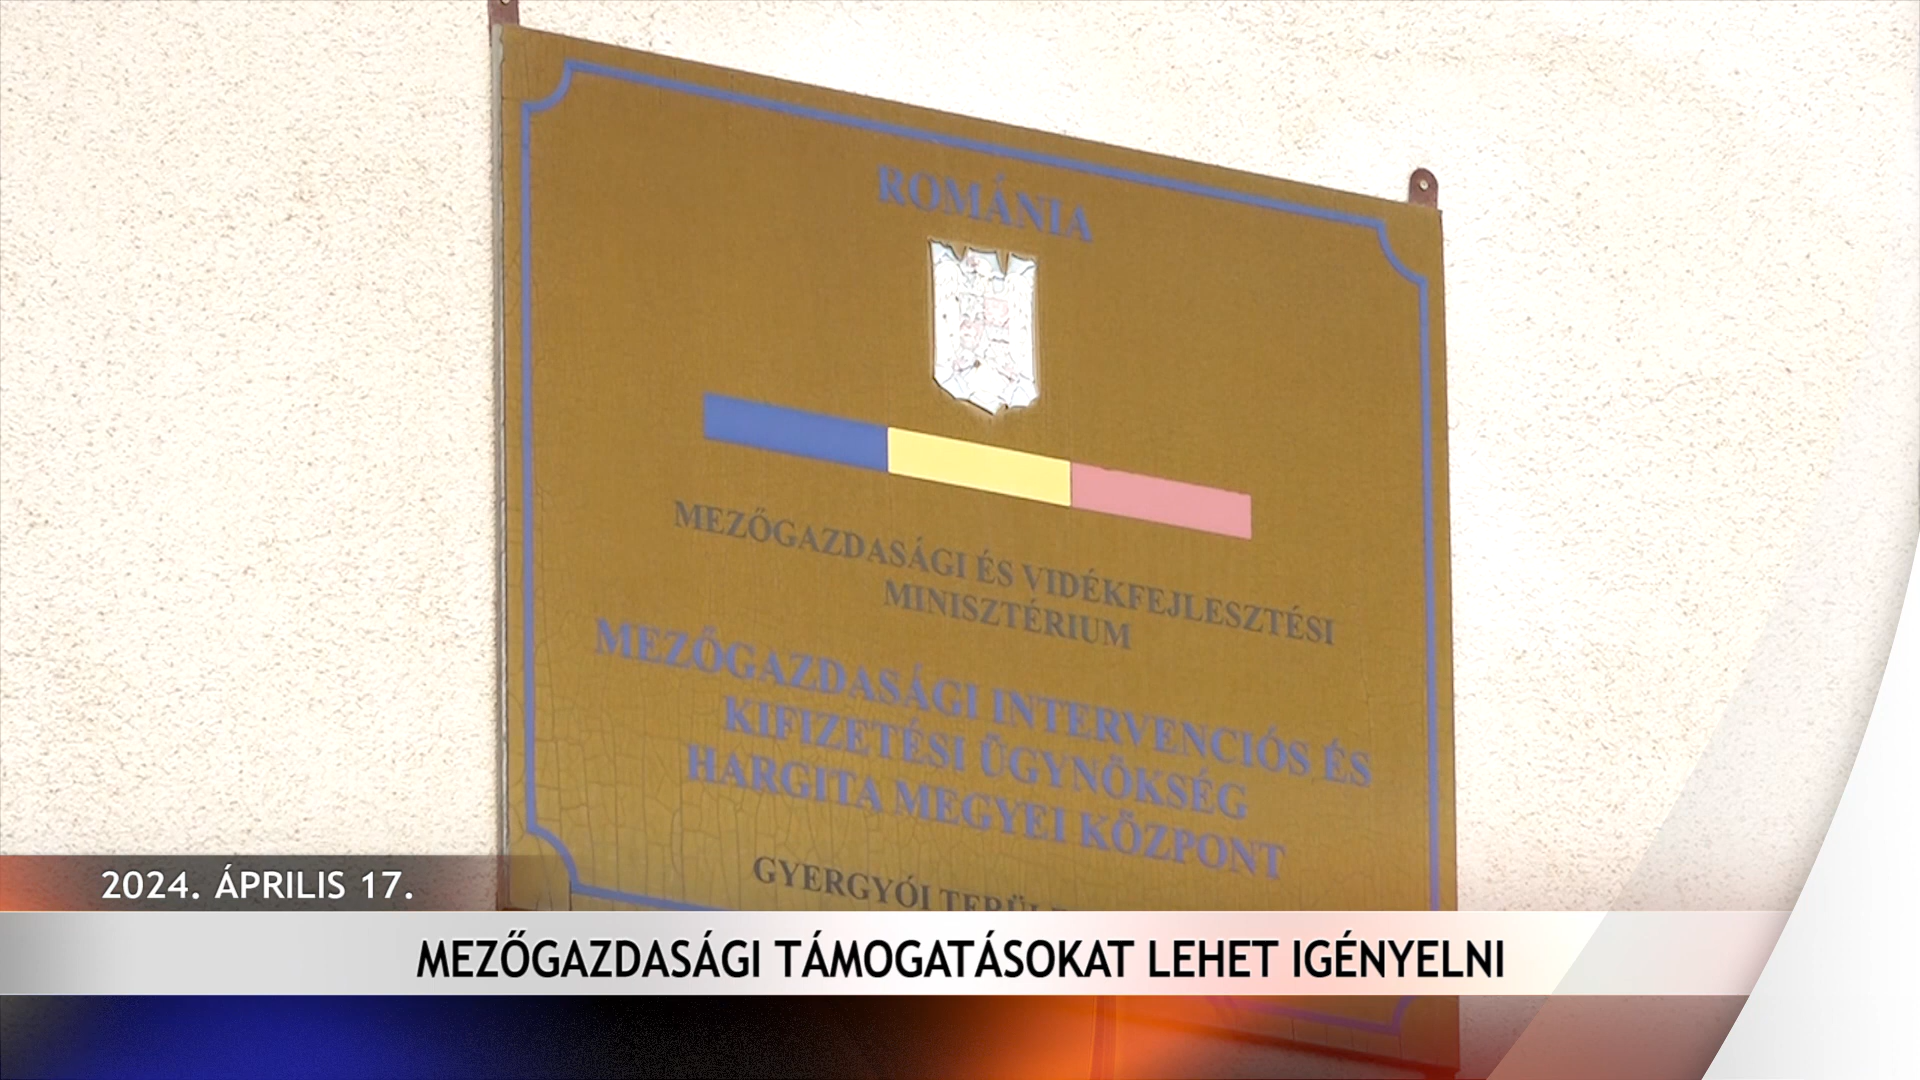 ROMÁNIA
MEZŐGAZDASÁGI ÉS VIDÉKFEJLESZTÉSI
MINISZTÉRIUM
MEZŐGAZDASÁGI INTERVENCIÓS ÉS
KIFIZETÉSI ÜGYNÖKSÉG
HARGITA MEGYEI KÖZPONT
GYERGYÓI
2024. ÁPRILIS 17.
MEZŐGAZDASÁGI TÁMOGATÁSOKAT LEHET IGÉNYELNI